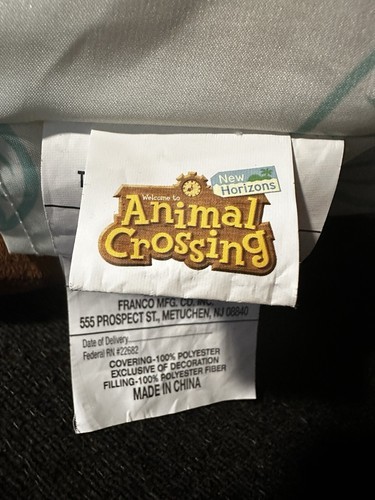 T
Welcome to
New
Horizons
Animal
Crossing
FRANCO MFG. CO. INC.
555 PROSPECT ST., METUCHEN, NJ 08840
Date of Delivery
Federal RN #22682
COVERING-100% POLYESTER
EXCLUSIVE OF DECORATION
FILLING-100% POLYESTER FIBER
MADE IN CHINA